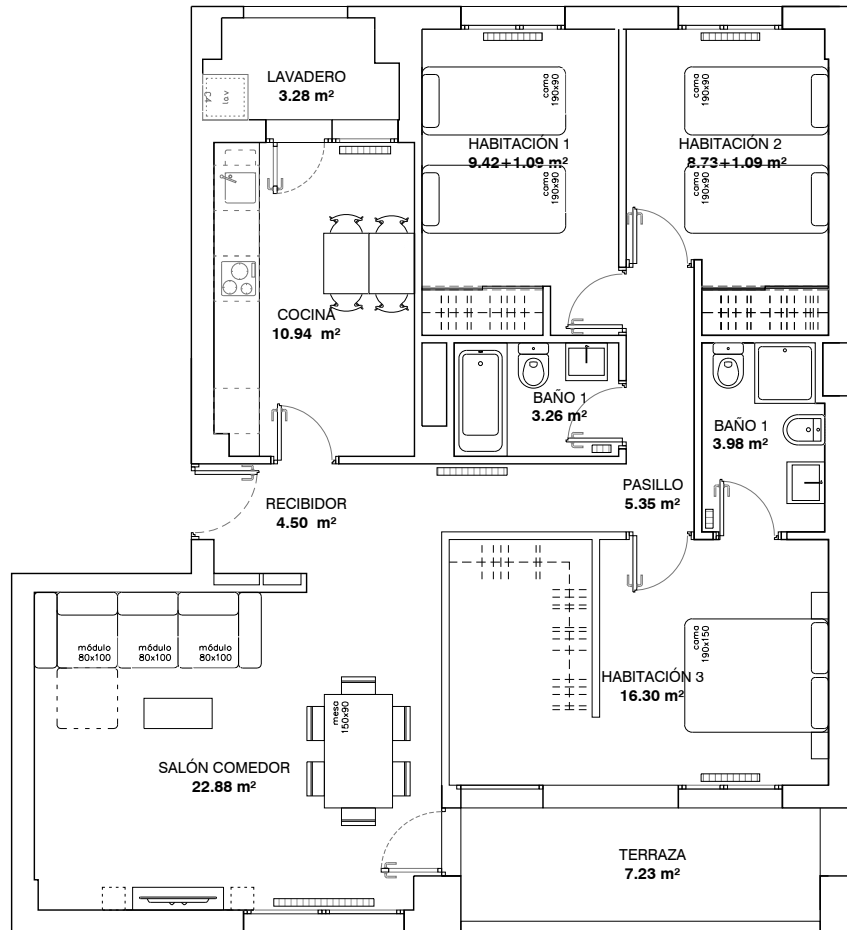 LAVADERO
3.28 m²
lav
cama
190x90
cama
190x90
HABITACIÓN 1
9.42+1.09 m²
HABITACIÓN 2
8.73+1.09 m²
cama
190x90
cama
190x90
COCINA
10.94 m²
BAÑO 1
3.26 m²
BAÑO 1
3.98 m²
RECIBIDOR
4.50 m²
PASILLO
5.35 m²
módulo
80x100
módulo
80x100
módulo
80x100
cama
190x150
HABITACIÓN 3
16.30 m²
mesa
150x90
SALÓN COMEDOR
22.88 m²
TERRAZA
7.23 m²